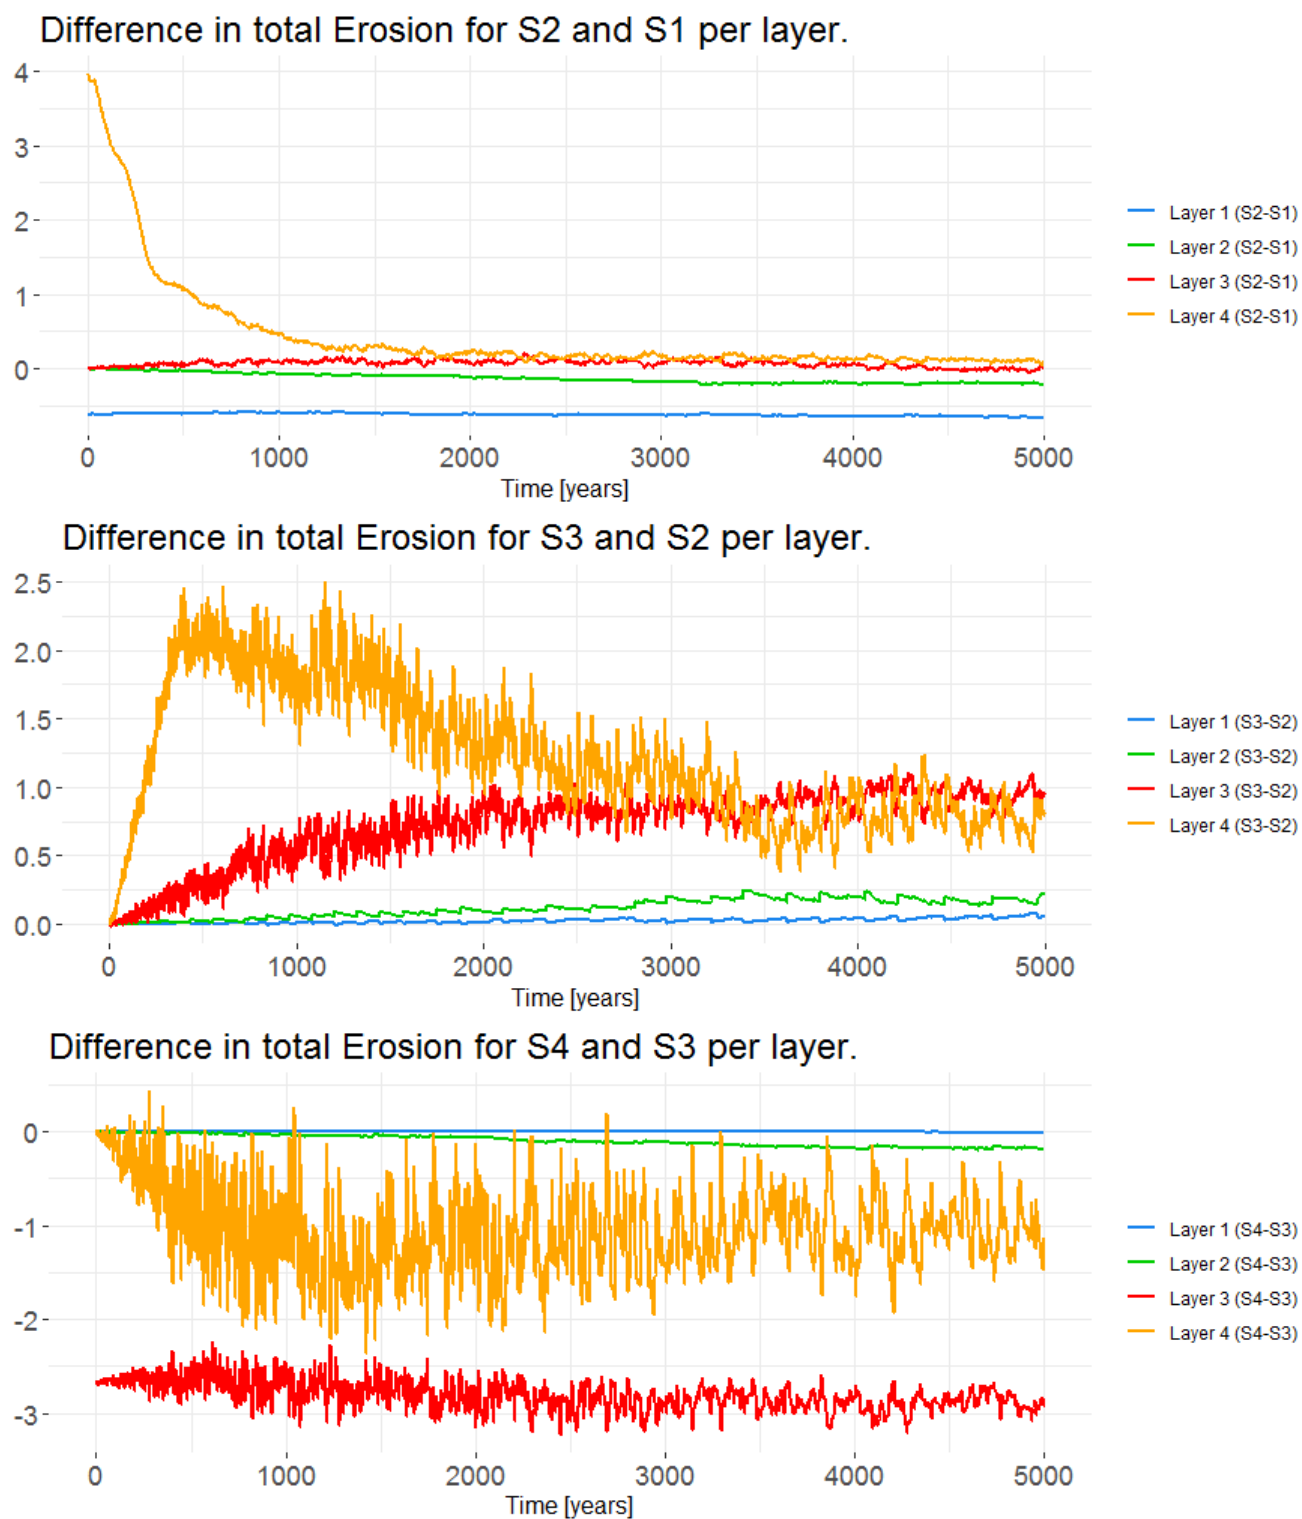 Difference in total Erosion for S2 and S1 per layer.
4
3
2
1
0
0 1000 2000 3000 4000 5000
Time [years]
Layer 1 (S2-S1)
Layer 2 (S2-S1)
Layer 3 (S2-S1)
Layer 4 (S2-S1)
Difference in total Erosion for S3 and S2 per layer.
2.5
2.0
1.5
1.0
0.5
0.0
0 1000 2000 3000 4000 5000
Time [years]
Layer 1 (S3-S2)
Layer 2 (S3-S2)
Layer 3 (S3-S2)
Layer 4 (S3-S2)
Difference in total Erosion for S4 and S3 per layer.
0
-1
-2
-3
0 1000 2000 3000 4000 5000
Time [years]
Layer 1 (S4-S3)
Layer 2 (S4-S3)
Layer 3 (S4-S3)
Layer 4 (S4-S3)